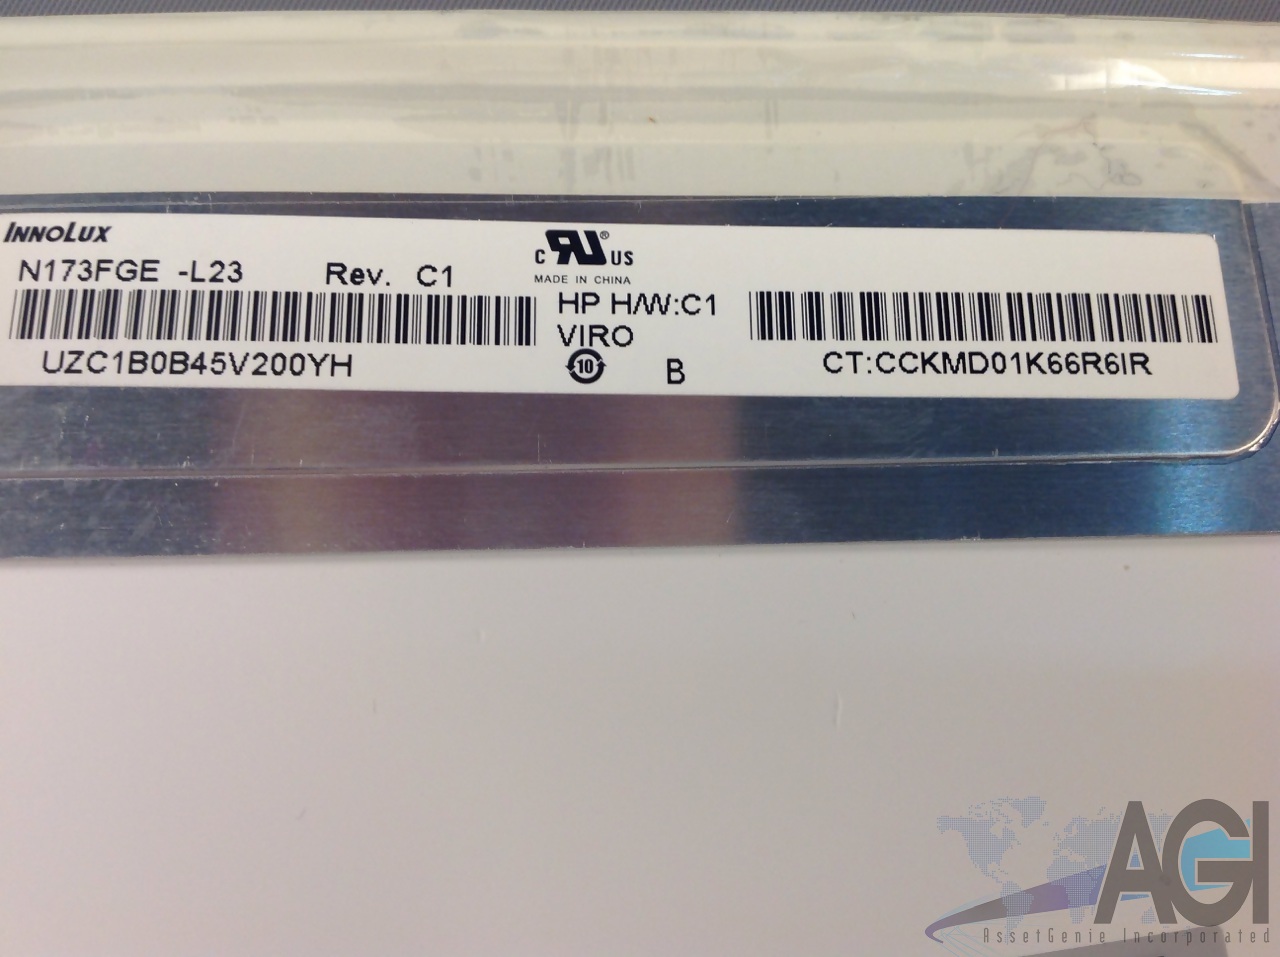 INNOLUX
N173FGE -L23 Rev. C1
UZC1B0B45V200YH
c RU ® US
MADE IN CHINA
HP H/W:C1
VIRO
10 B
CT:CCKMD01K66R6IR
AGI
AssetGenie Incorporated